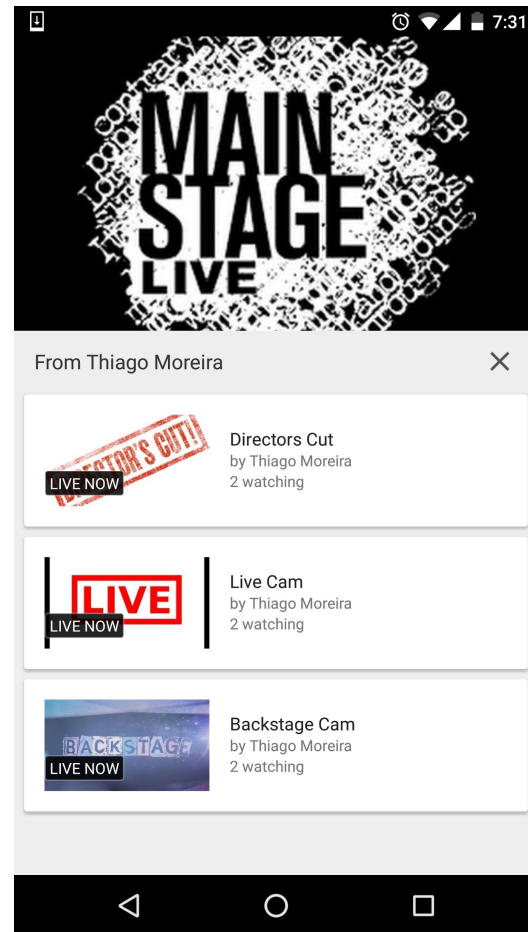 7:31
MAIN
STAGE
LIVE
From Thiago Moreira
DIRECTOR'S CUT!
LIVE NOW
Directors Cut
by Thiago Moreira
2 watching
LIVE
LIVE NOW
Live Cam
by Thiago Moreira
2 watching
BACKSTAGE
LIVE NOW
Backstage Cam
by Thiago Moreira
2 watching